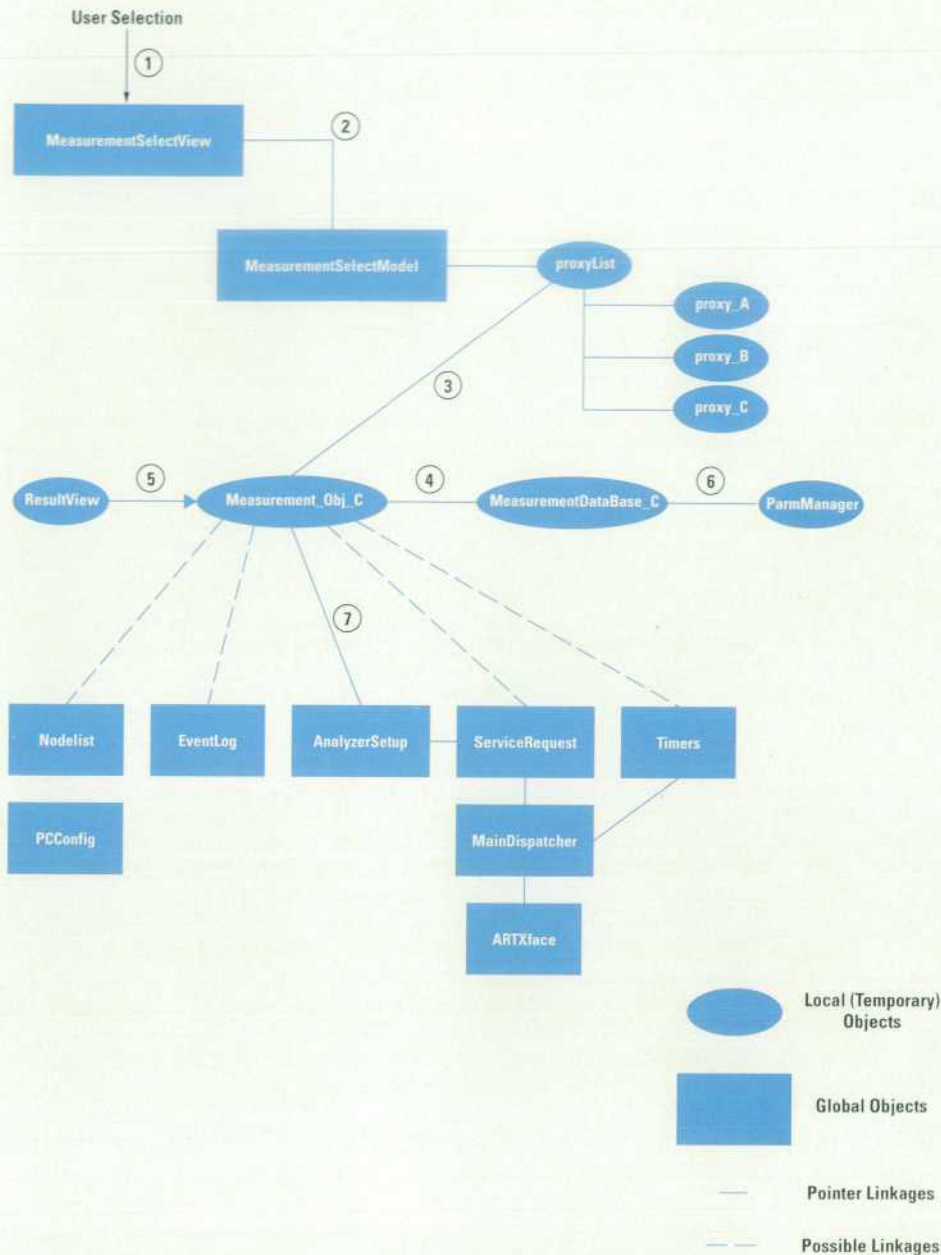 User Selection
1
MeasurementSelectView
2
MeasurementSelectModel
proxyList
proxy_A
proxy_B
proxy_C
3
ResultView
5
Measurement_Obj_C
4
MeasurementDataBase_C
6
ParmManager
7
Nodelist
EventLog
AnalyzerSetup
ServiceRequest
Timers
PCConfig
MainDispatcher
ARTXface
Local (Temporary)
Objects
Global Objects
Pointer Linkages
Possible Linkages